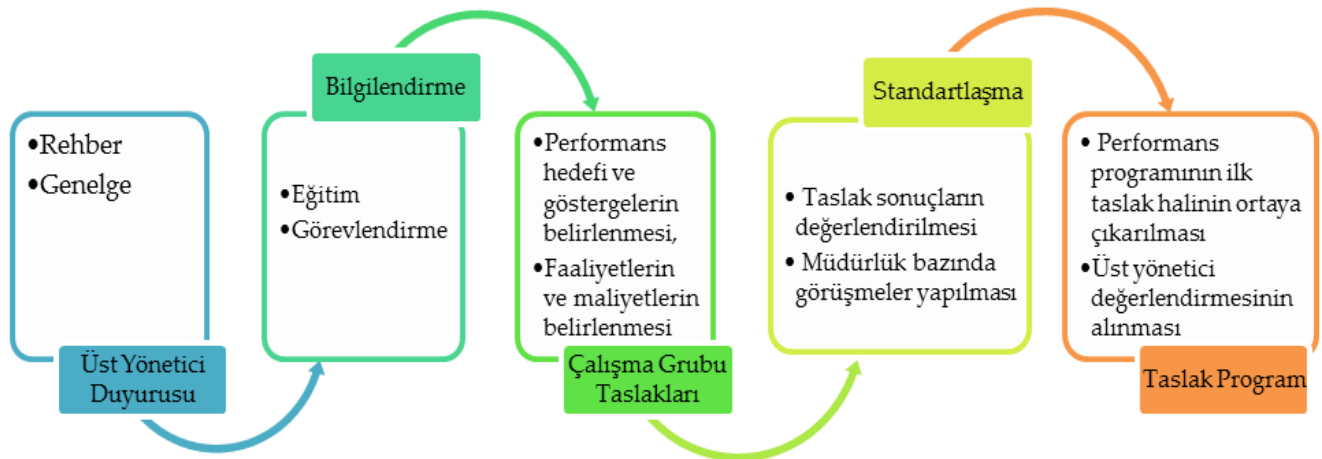 •Rehber
•Genelge
Üst Yönetici
Duyurusu
Bilgilendirme
•Eğitim
•Görevlendirme
•Performans
hedefi ve
göstergelerin
belirlenmesi,
•Faaliyetlerin
ve maliyetlerin
belirlenmesi
Çalışma Grubu
Taslakları
Standartlaşma
• Taslak sonuçların
değerlendirilmesi
• Müdürlük bazında
görüşmeler yapılması
• Performans
programının ilk
taslak halinin ortaya
çıkarılması
•Üst yönetici
değerlendirmesinin
alınması
Taslak Program